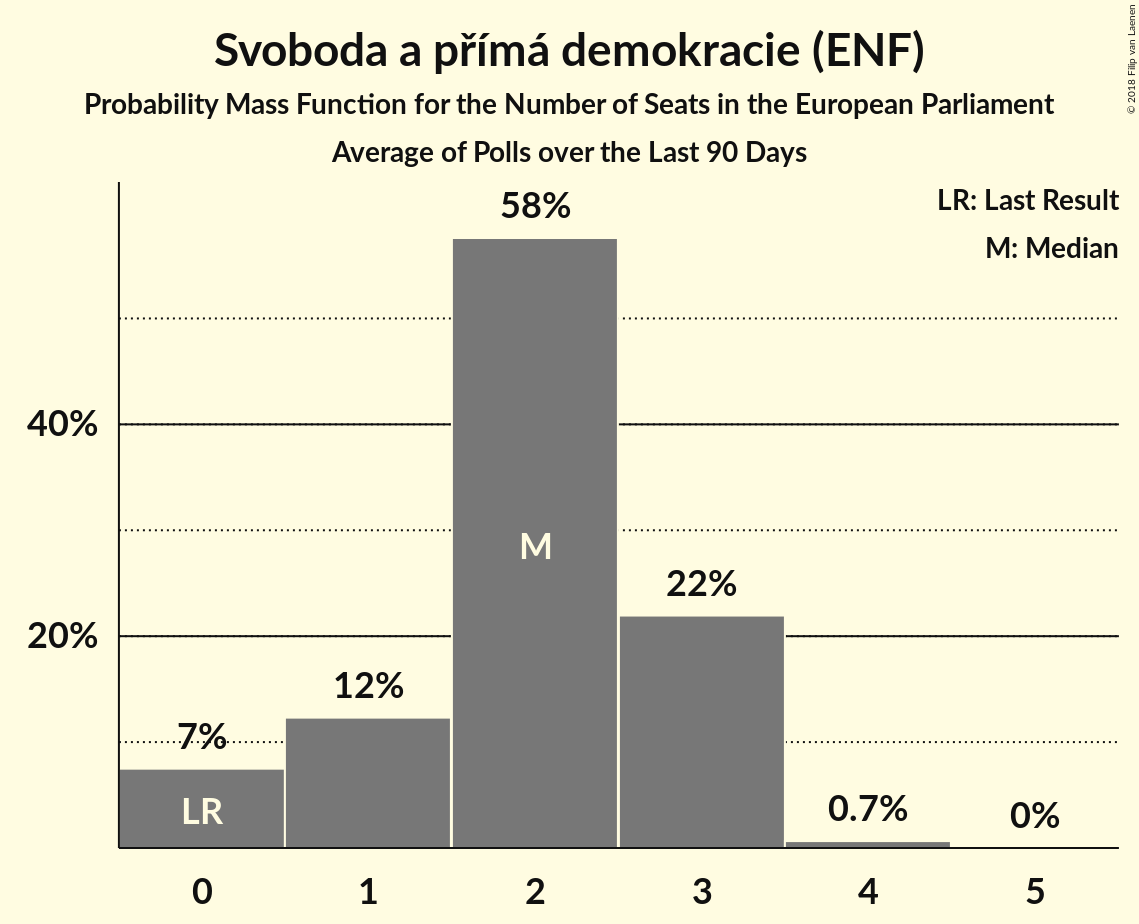 Svoboda a přímá demokracie (ENF)
Probability Mass Function for the Number of Seats in the European Parliament
Average of Polls over the Last 90 Days
© 2018 Filip van Laenen
LR: Last Result
M: Median
58%
40%
M
22%
20%
12%
7%
LR
0.7%
0%
0 1 2 3 4 5